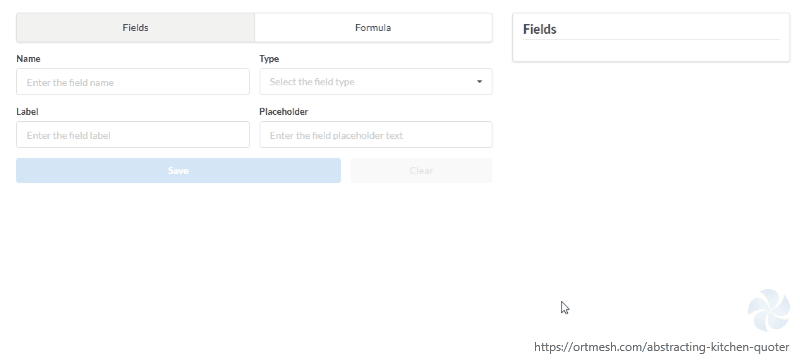 Fields
Formula
Fields
Name
Type
Enter the field name
Select the field type
Label
Placeholder
Enter the field label
Enter the field placeholder text
Save
Clear
https://ortmesh.com/abstracting-kitchen-quoter